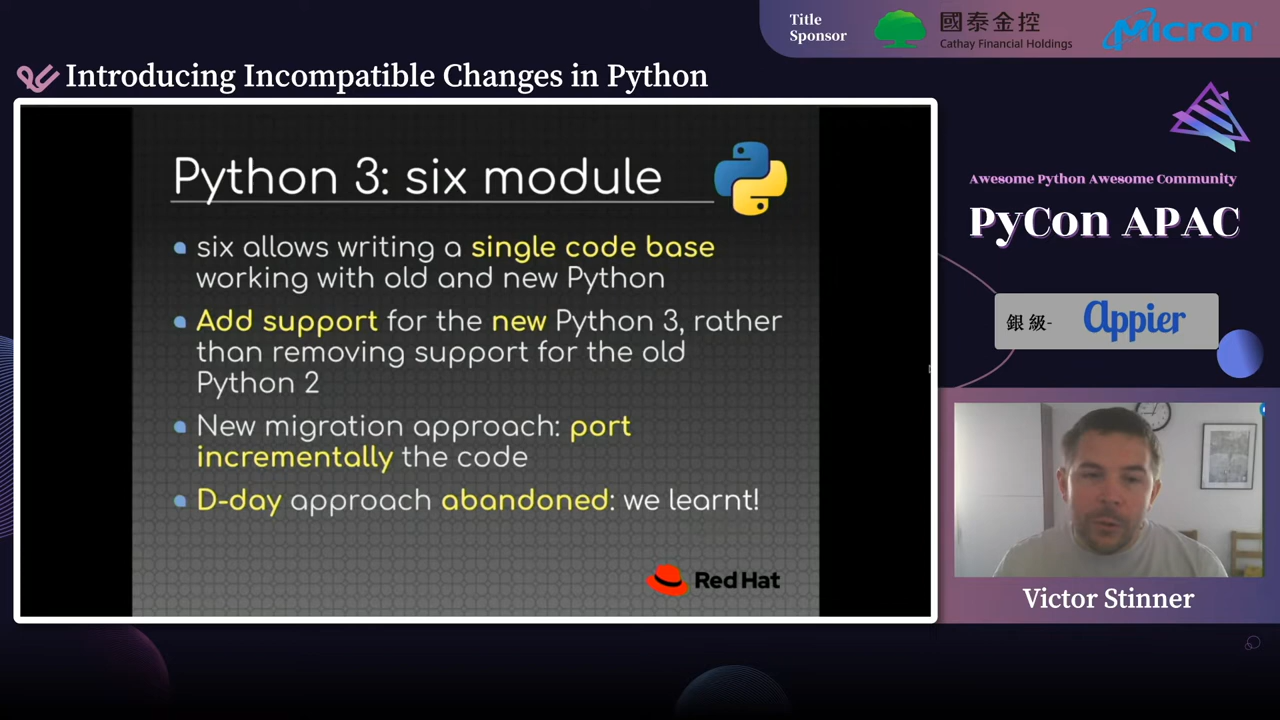 Title
Sponsor
國泰金控
Cathay Financial Holdings
Micron
Introducing Incompatible Changes in Python
Python 3: six module
six allows writing a single code base
working with old and new Python
Add support for the new Python 3, rather
than removing support for the old
Python 2
New migration approach: port
incrementally the code
D-day approach abandoned: we learnt!
Red Hat
Awesome Python Awesome Community
PyCon APAC
銀級- Appier
Victor Stinner